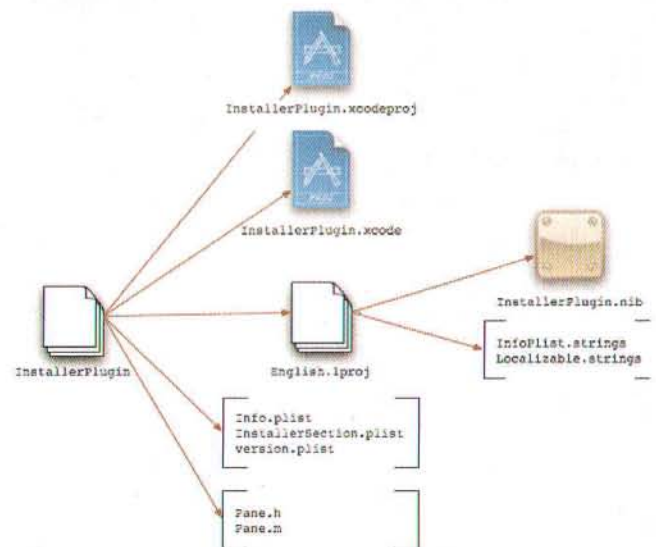 InstallerPlugin.xcodeproj
InstallerPlugin.xcode
InstallerPlugin.nib
InfoPlist.strings
Localizable.strings
InstallerPlugin
English.lproj
Info.plist
InstallerSection.plist
version.plist
Pane.h
Pane.m